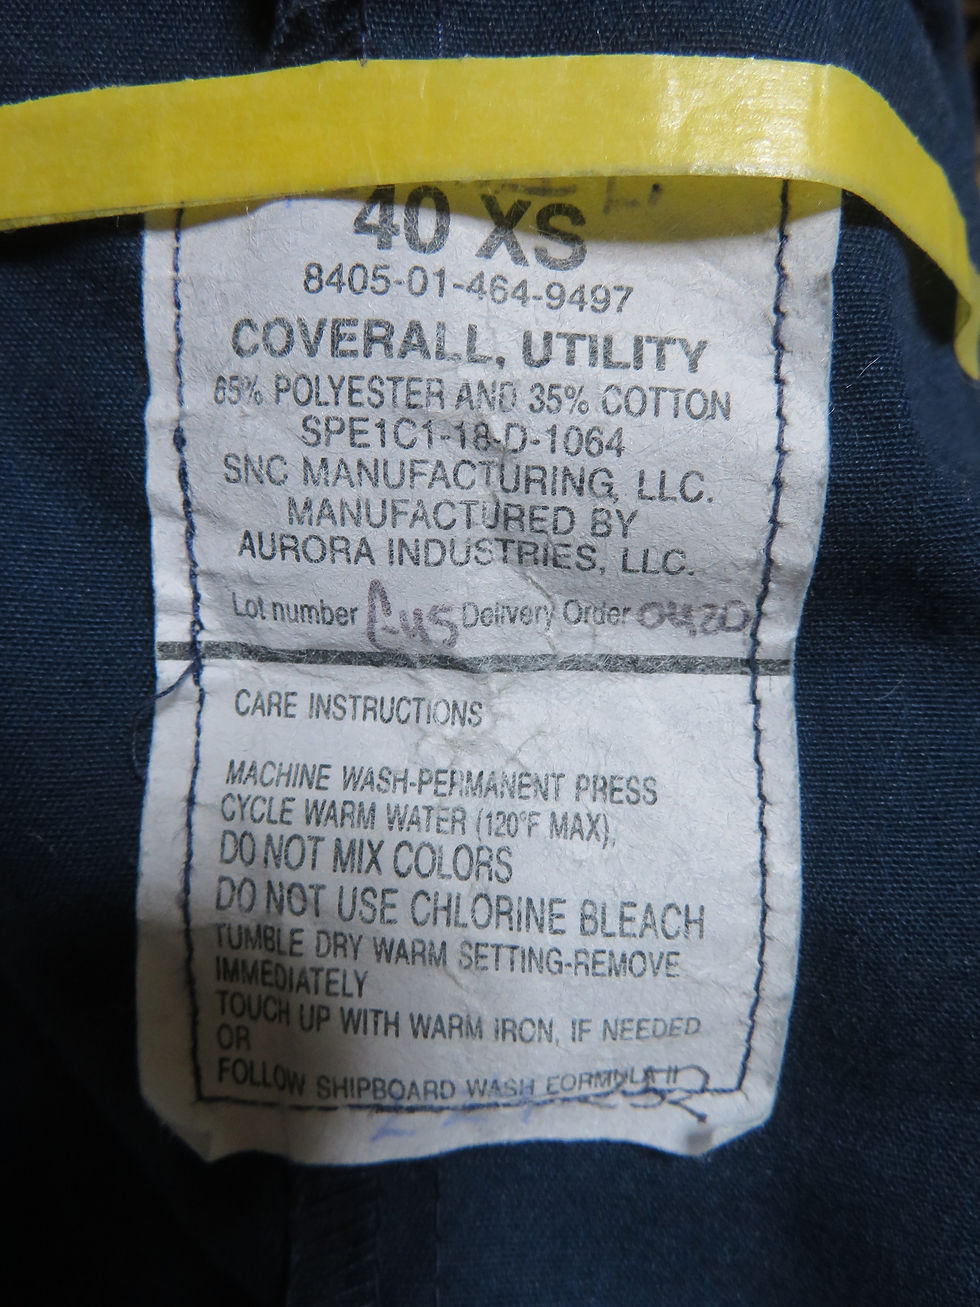 40 XS
8405-01-464-9497
COVERALL, UTILITY
65% POLYESTER AND 35% COTTON
SPE1C1-18-D-1064
SNC MANUFACTURING, LLC.
MANUFACTURED BY
AURORA INDUSTRIES, LLC.
Lot number Delivery Order 0420
CARE INSTRUCTIONS
MACHINE WASH-PERMANENT PRESS
CYCLE WARM WATER (120°F MAX),
DO NOT MIX COLORS
DO NOT USE CHLORINE BLEACH
TUMBLE DRY WARM SETTING-REMOVE
IMMEDIATELY
TOUCH UP WITH WARM IRON, IF NEEDED
OR
FOLLOW SHIPBOARD WASH FORMULA II